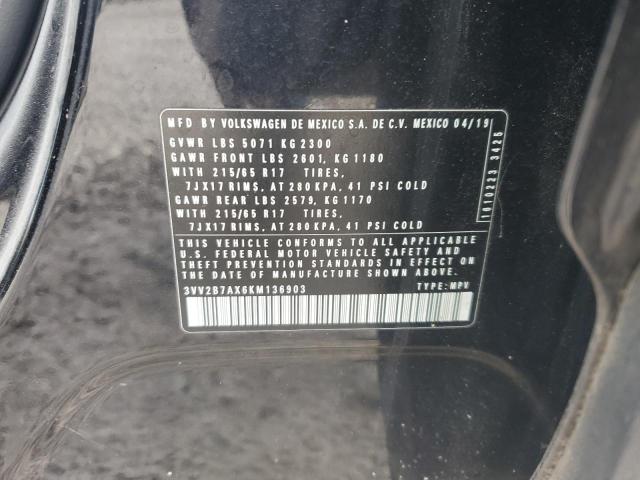 MFD BY VOLKSWAGEN DE MEXICO S.A. DE C.V. MEXICO 04/19
GVWR LBS 5071 KG 2300
GAWR FRONT LBS 2601, KG 1180
WITH 215/65 R17 TIRES,
7JX17 RIMS, AT 280 KPA, 41 PSI COLD
GAWR REAR LBS 2579, KG 1170
WITH 215/65 R17 TIRES,
7JX17 RIMS, AT 280 KPA, 41 PSI COLD
THIS VEHICLE CONFORMS TO ALL APPLICABLE
U.S. FEDERAL MOTOR VEHICLE SAFETY AND
THEFT PREVENTION STANDARDS IN EFFECT ON
THE DATE OF MANUFACTURE SHOWN ABOVE.
3VV2B7AX6KM136903 TYPE: MPV
3425